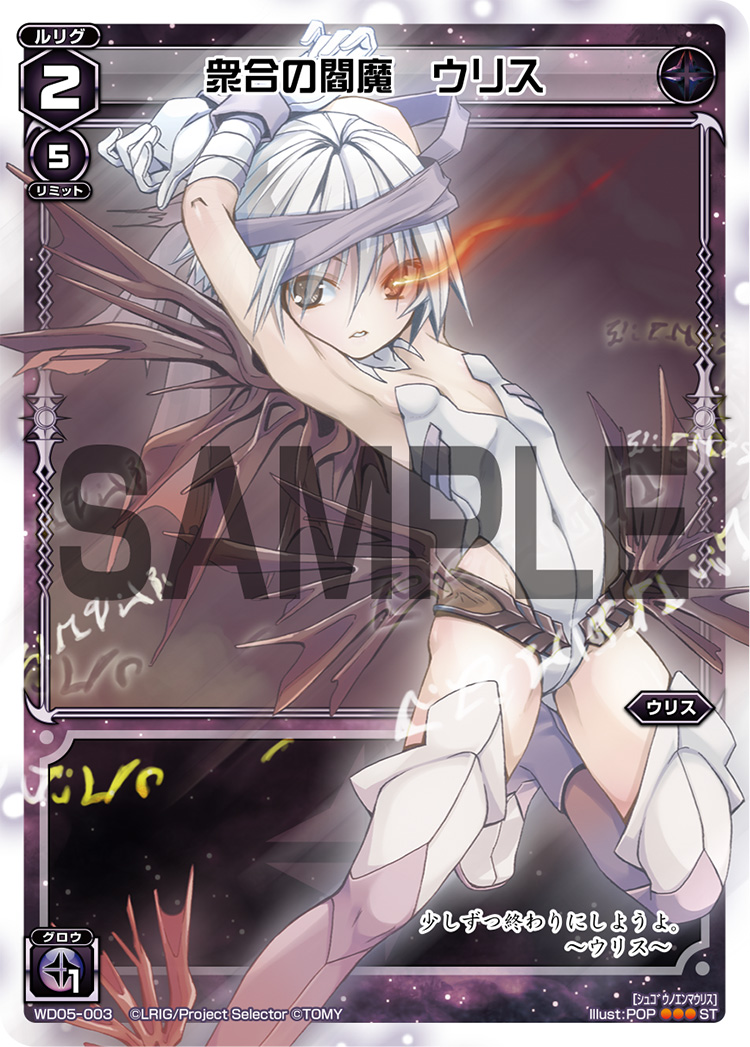 ルリグ
2
衆合の閻魔 ウリス
5
リミット
SAMPLE
ウリス
少しずつ終わりにしようよ。
～ウリス～
グロウ
1
[シュゴウノエンマウリス]
WD05-003 ©LRIG/Project Selector ©TOMY Illust:POP ST